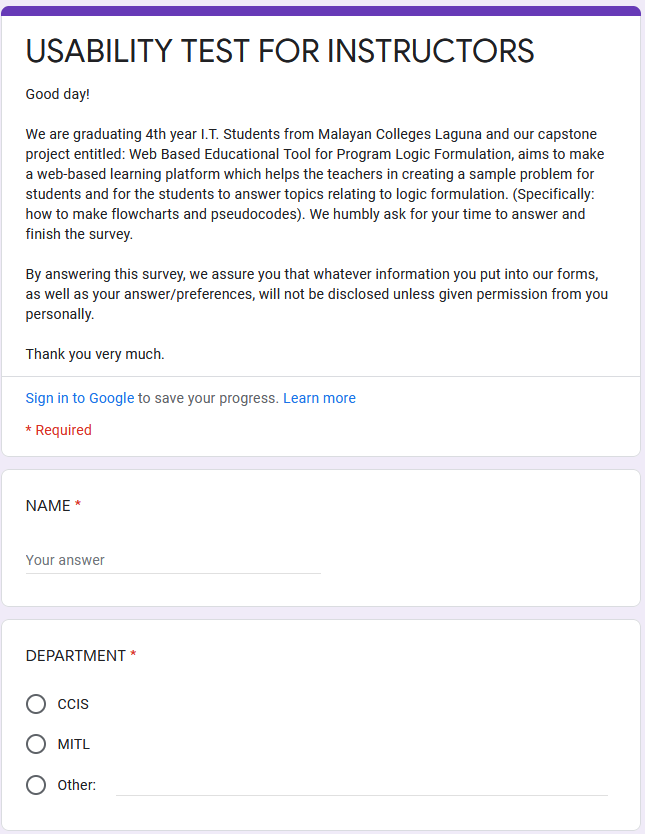 USABILITY TEST FOR INSTRUCTORS
Good day!
We are graduating 4th year I.T. Students from Malayan Colleges Laguna and our capstone
project entitled: Web Based Educational Tool for Program Logic Formulation, aims to make
a web-based learning platform which helps the teachers in creating a sample problem for
students and for the students to answer topics relating to logic formulation. (Specifically:
how to make flowcharts and pseudocodes). We humbly ask for your time to answer and
finish the survey.
By answering this survey, we assure you that whatever information you put into our forms,
as well as your answer/preferences, will not be disclosed unless given permission from you
personally.
Thank you very much.
Sign in to Google to save your progress. Learn more
* Required
NAME *
Your answer
DEPARTMENT *
CCIS
MITL
Other: